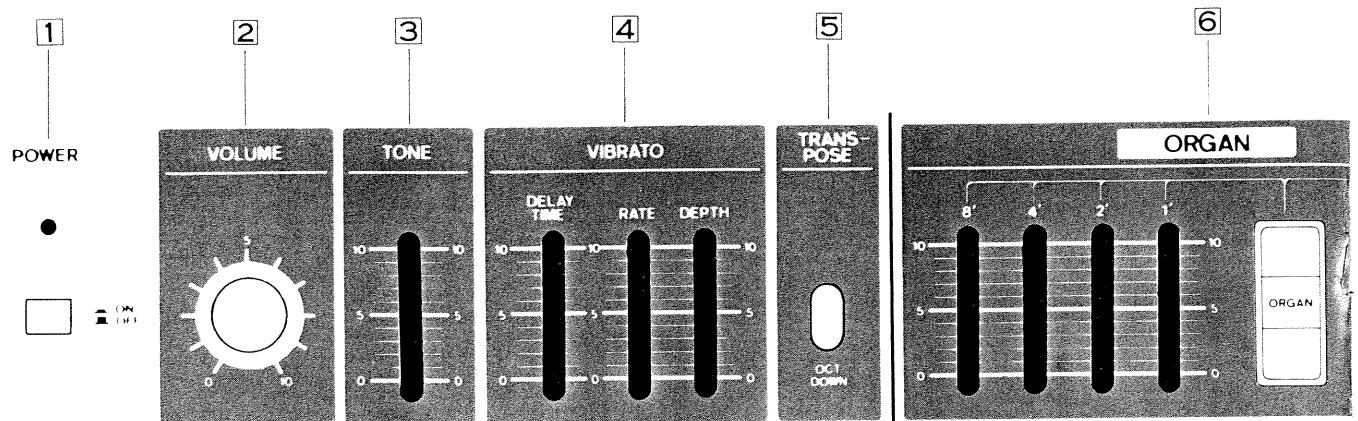 1 2 3 4 5 6
POWER
ON
OFF
VOLUME
5
0 10
TONE
10 10
5 5
0 0
VIBRATO
DELAY
TIME RATE DEPTH
10 10 10
5 5 5
0 0 0
TRANS-
POSE
OCT
DOWN
ORGAN
8' 4' 2' 1'
10 10
5 5
0 0
ORGAN